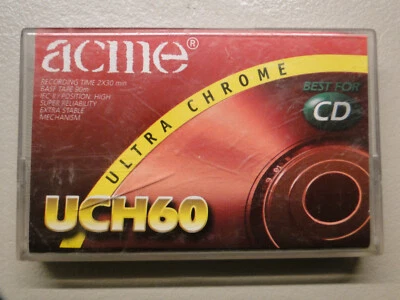 acme®
RECORDING TIME 2X30 min
BASE TAPE 90m
IEC II/POSITION: HIGH
SUPER RELIABILITY
EXTRA STABLE
MECHANISM
ULTRA CHROME
BEST FOR
CD
UCH60